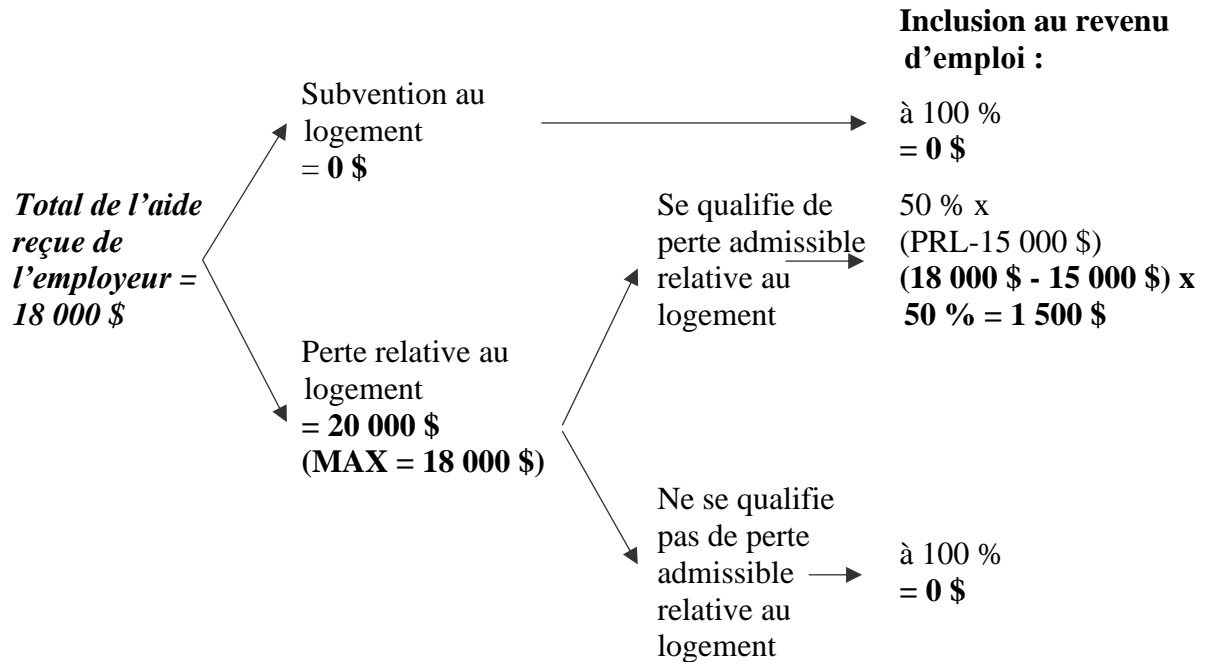 Inclusion au revenu
d'emploi :
Subvention au
logement
= 0 $
à 100 %
= 0 $
Total de l'aide
reçue de
l'employeur =
18 000 $
Se qualifie de
perte admissible
relative au
logement
50 % x
(PRL-15 000 $)
(18 000 $ - 15 000 $) x
50 % = 1 500 $
Perte relative au
logement
= 20 000 $
(MAX = 18 000 $)
Ne se qualifie
pas de perte
admissible
relative au
logement
à 100 %
= 0 $